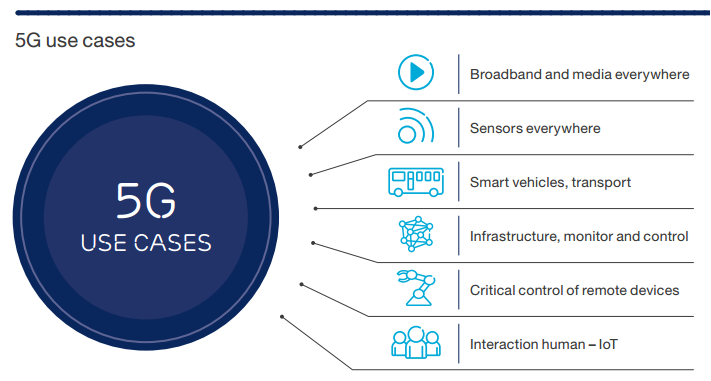 5G use cases
5G
USE CASES
Broadband and media everywhere
Sensors everywhere
Smart vehicles, transport
Infrastructure, monitor and control
Critical control of remote devices
Interaction human – IoT